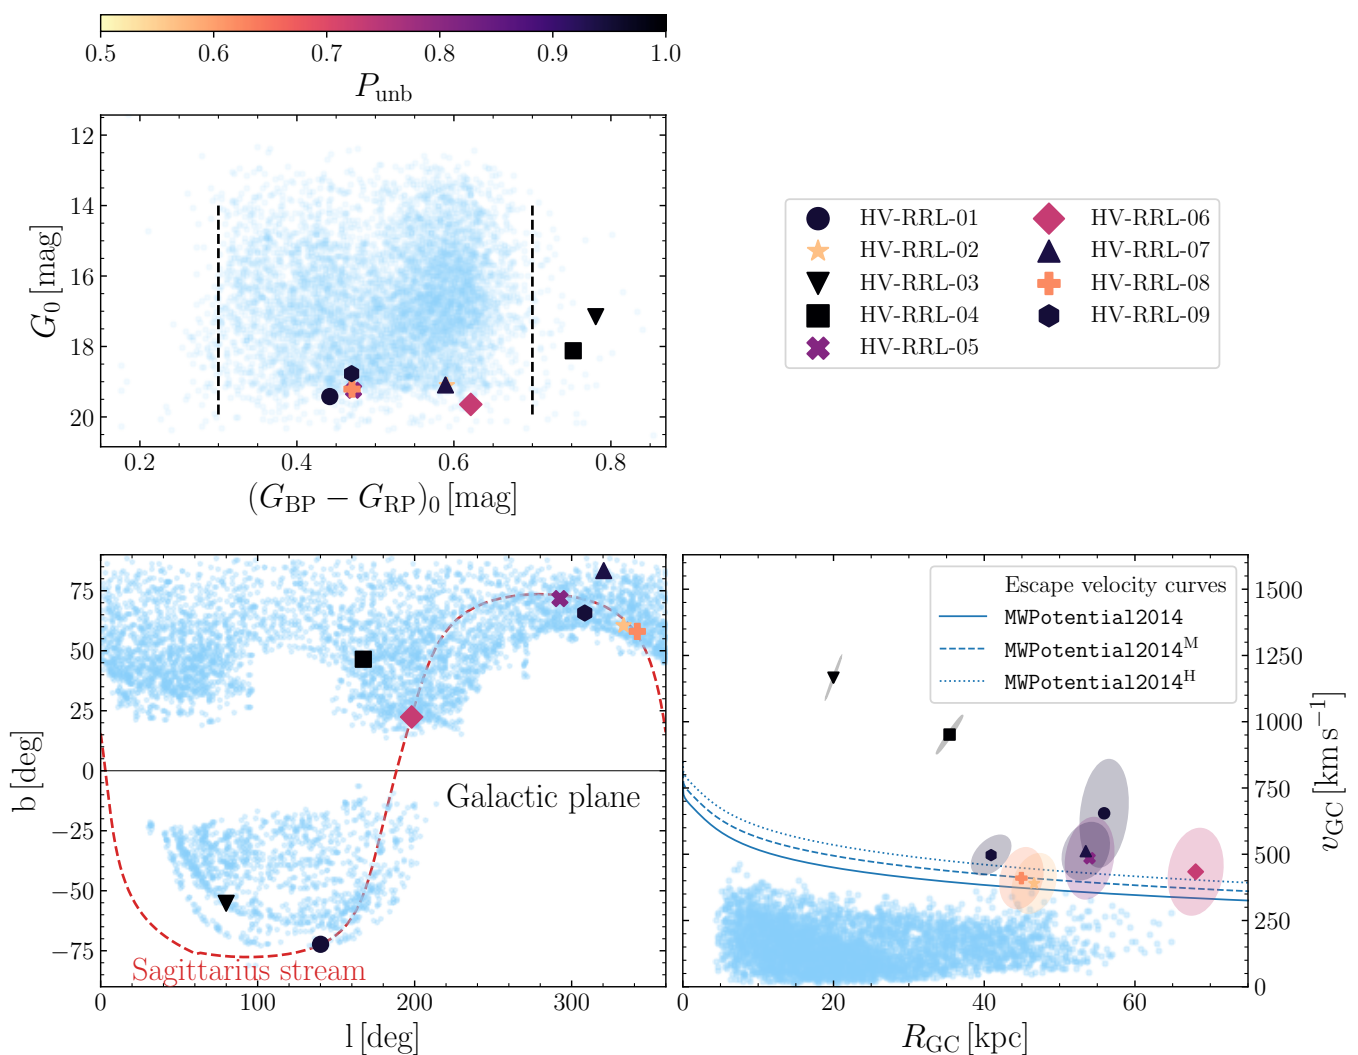 0.5 0.6 0.7 0.8 0.9 1.0
P_unb
12
14
16
18
20
G_0 [mag]
0.2 0.4 0.6 0.8
(G_BP − G_RP)_0 [mag]
HV-RRL-01
HV-RRL-02
HV-RRL-03
HV-RRL-04
HV-RRL-05
HV-RRL-06
HV-RRL-07
HV-RRL-08
HV-RRL-09
75
50
25
0
−25
−50
−75
b [deg]
Galactic plane
Sagittarius stream
0 100 200 300
l [deg]
Escape velocity curves
MWPotential2014
MWPotential2014^M
MWPotential2014^H
1500
1250
1000
750
500
250
0
v_GC [km s⁻¹]
0 20 40 60
R_GC [kpc]